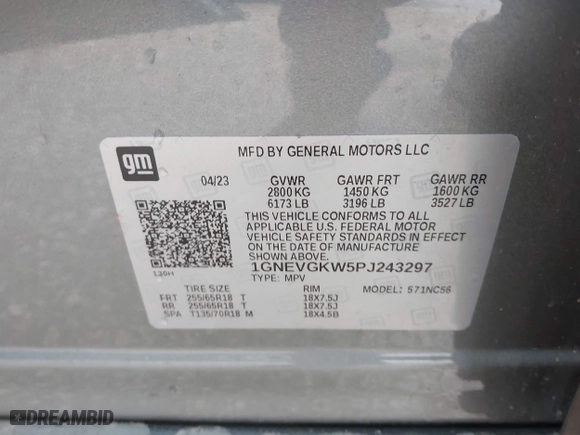 gm
MFD BY GENERAL MOTORS LLC
04/23 GVWR GAWR FRT GAWR RR
2800 KG 1450 KG 1600 KG
6173 LB 3196 LB 3527 LB
THIS VEHICLE CONFORMS TO ALL
APPLICABLE U.S. FEDERAL MOTOR
VEHICLE SAFETY STANDARDS IN
EFFECT ON THE DATE OF MANUFACTURE
SHOWN ABOVE.
1GNEVGKW5PJ243297
TYPE: MPV MODEL: 571NC56
TIRE SIZE RIM
FRT 255/65R18 T 18X7.5J
RR 255/65R18 T 18X7.5J
SPA T135/70R18 M 18X4.5B
DREAMBID